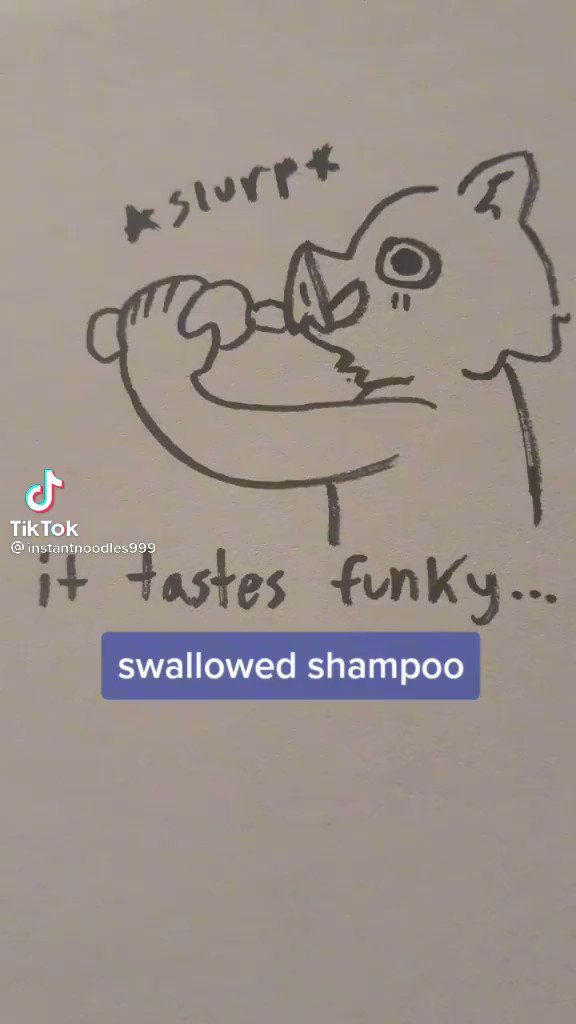 *slurp*
TikTok
@instantnoodles999
it tastes funky...
swallowed shampoo